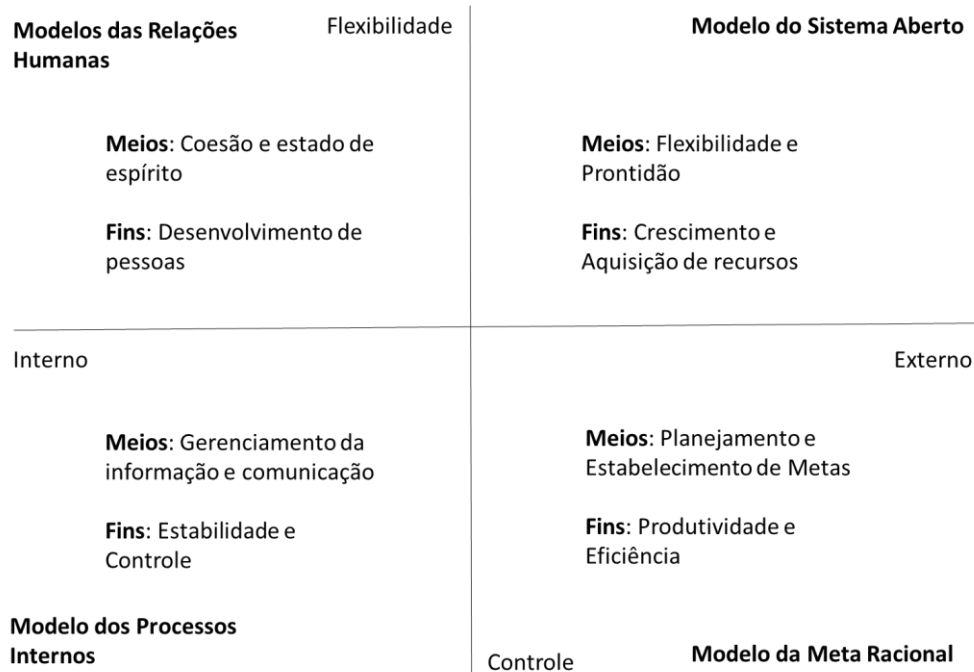 Modelos das Relações
Humanas
Flexibilidade
Modelo do Sistema Aberto
Meios: Coesão e estado de
espírito
Fins: Desenvolvimento de
pessoas
Meios: Flexibilidade e
Prontidão
Fins: Crescimento e
Aquisição de recursos
Interno
Externo
Meios: Gerenciamento da
informação e comunicação
Fins: Estabilidade e
Controle
Meios: Planejamento e
Estabelecimento de Metas
Fins: Produtividade e
Eficiência
Modelo dos Processos
Internos
Controle
Modelo da Meta Racional